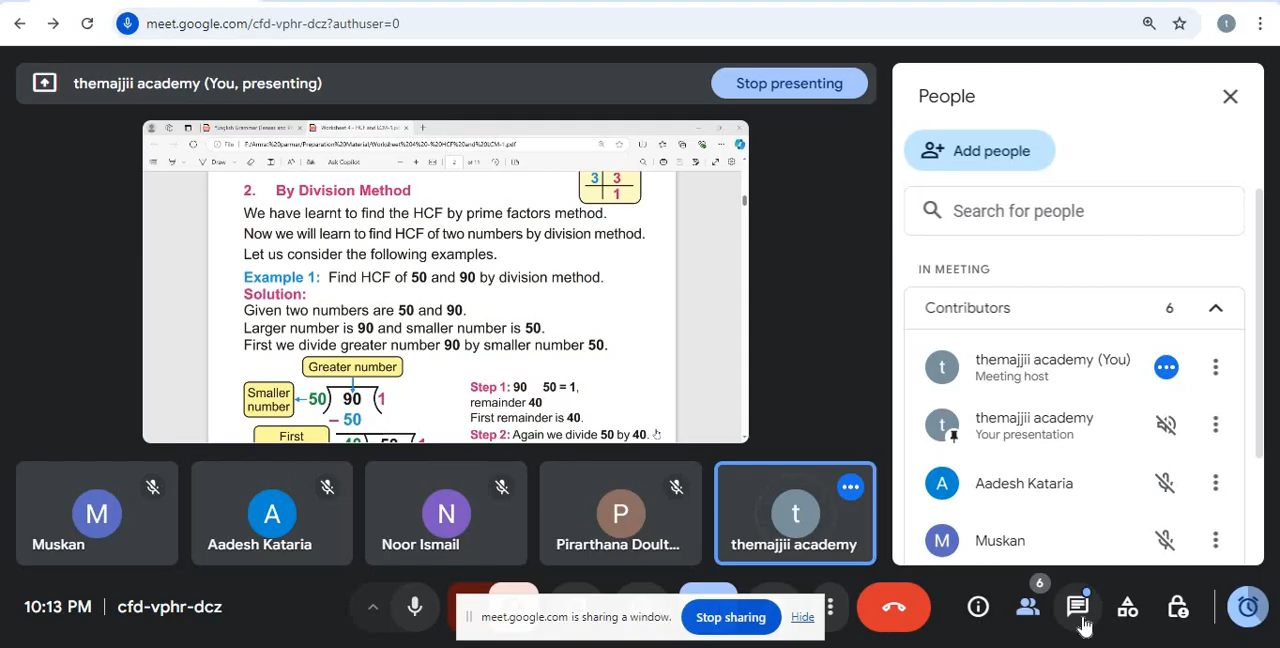 meet.google.com/cfd-vphr-dcz?authuser=0
t
themajjii academy (You, presenting)
Stop presenting
People
Add people
Search for people
IN MEETING
Contributors 6
t themajjii academy (You)
Meeting host
t themajjii academy
Your presentation
A Aadesh Kataria
M Muskan
Ask Copilot
2
3 3
1
2. By Division Method
We have learnt to find the HCF by prime factors method.
Now we will learn to find HCF of two numbers by division method.
Let us consider the following examples.
Example 1: Find HCF of 50 and 90 by division method.
Solution:
Given two numbers are 50 and 90.
Larger number is 90 and smaller number is 50.
First we divide greater number 90 by smaller number 50.
Greater number
Smaller
number
50) 90 (1
– 50
First
Step 1: 90 50 = 1,
remainder 40
First remainder is 40.
Step 2: Again we divide 50 by 40.
M
Muskan
A
Aadesh Kataria
N
Noor Ismail
P
Pirarthana Doult...
t
themajjii academy
10:13 PM | cfd-vphr-dcz
meet.google.com is sharing a window.
Stop sharing
Hide
6